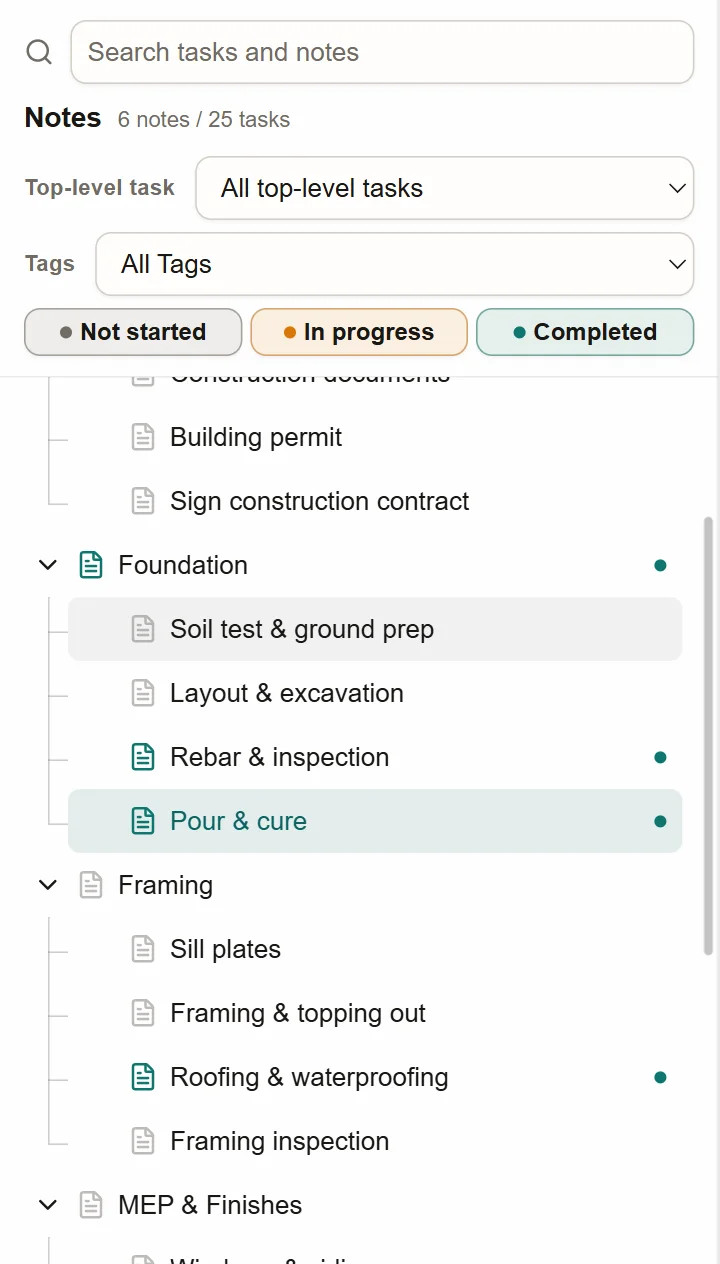 Search tasks and notes
Notes 6 notes / 25 tasks
Top-level task All top-level tasks
Tags All Tags
Not started In progress Completed
Construction documents
Building permit
Sign construction contract
Foundation
Soil test & ground prep
Layout & excavation
Rebar & inspection
Pour & cure
Framing
Sill plates
Framing & topping out
Roofing & waterproofing
Framing inspection
MEP & Finishes